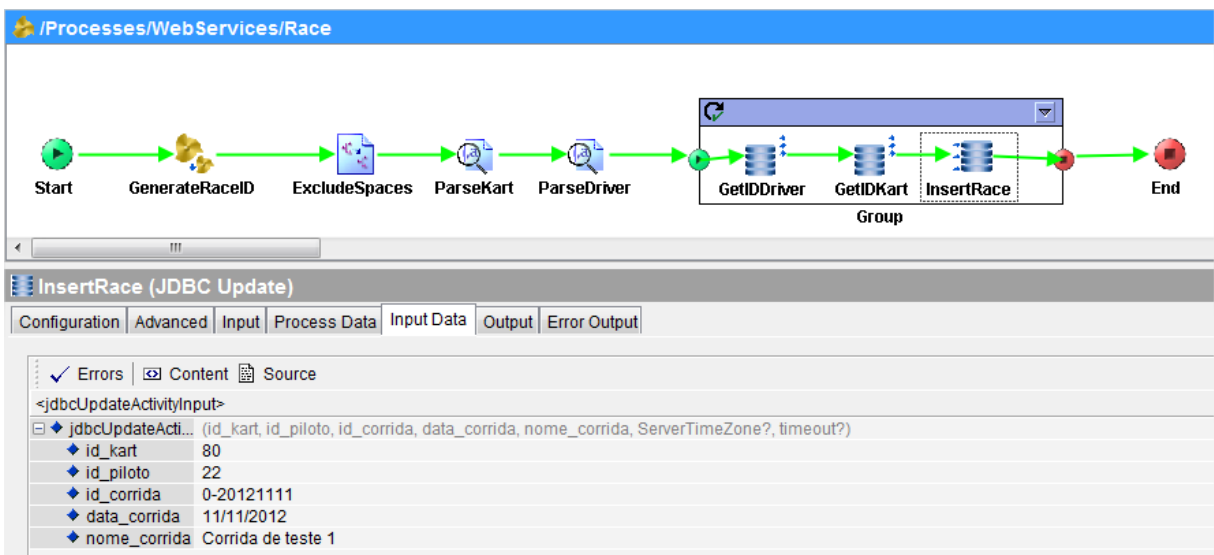 /Processes/WebServices/Race
Start GenerateRaceID ExcludeSpaces ParseKart ParseDriver GetIDDriver GetIDKart InsertRace End
Group
InsertRace (JDBC Update)
Configuration Advanced Input Process Data Input Data Output Error Output
Errors Content Source
<jdbcUpdateActivityInput>
jdbcUpdateActi... (id_kart, id_piloto, id_corrida, data_corrida, nome_corrida, ServerTimeZone?, timeout?)
id_kart 80
id_piloto 22
id_corrida 0-20121111
data_corrida 11/11/2012
nome_corrida Corrida de teste 1